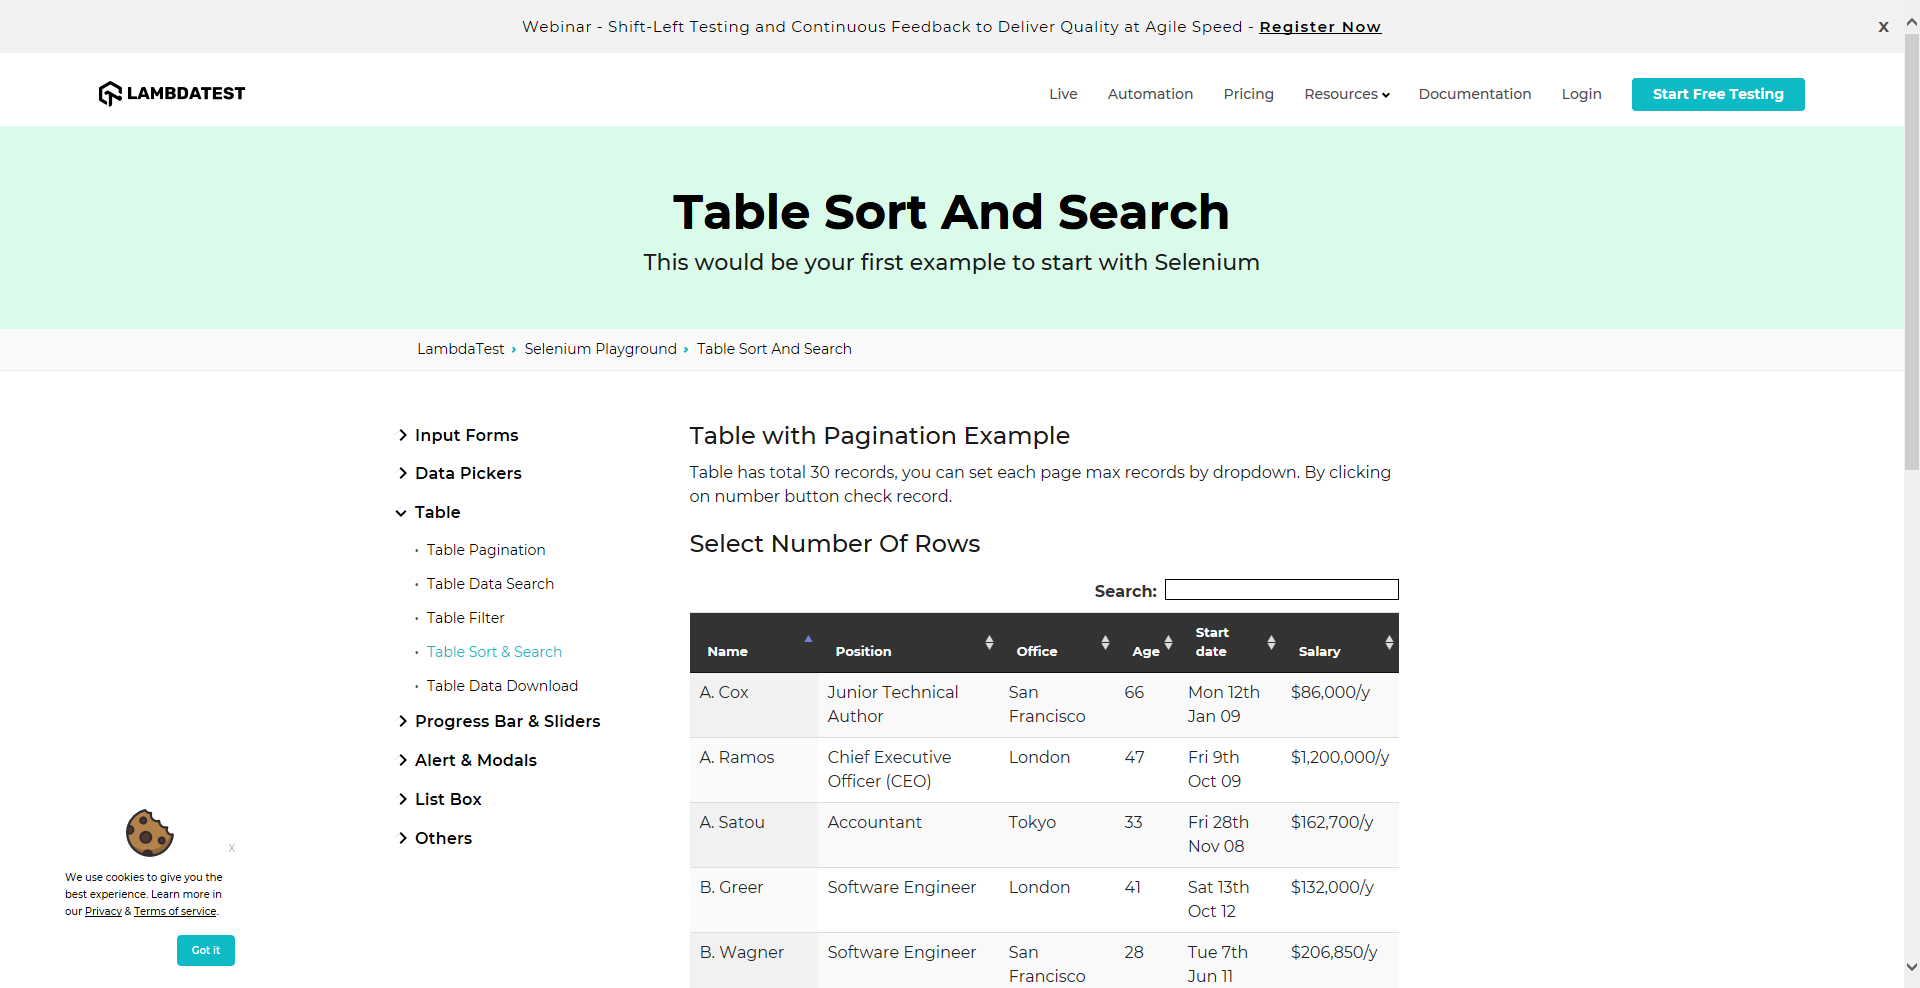 Webinar - Shift-Left Testing and Continuous Feedback to Deliver Quality at Agile Speed - Register Now
X
LAMBDATEST
Live
Automation
Pricing
Resources
Documentation
Login
Start Free Testing
Table Sort And Search
This would be your first example to start with Selenium
LambdaTest › Selenium Playground › Table Sort And Search
Input Forms
Data Pickers
Table
Table Pagination
Table Data Search
Table Filter
Table Sort & Search
Table Data Download
Progress Bar & Sliders
Alert & Modals
List Box
Others
Table with Pagination Example
Table has total 30 records, you can set each page max records by dropdown. By clicking
on number button check record.
Select Number Of Rows
Search:
Name Position Office Age Start date Salary
A. Cox Junior Technical Author San Francisco 66 Mon 12th Jan 09 $86,000/y
A. Ramos Chief Executive Officer (CEO) London 47 Fri 9th Oct 09 $1,200,000/y
A. Satou Accountant Tokyo 33 Fri 28th Nov 08 $162,700/y
B. Greer Software Engineer London 41 Sat 13th Oct 12 $132,000/y
B. Wagner Software Engineer San Francisco 28 Tue 7th Jun 11 $206,850/y
X
We use cookies to give you the
best experience. Learn more in
our Privacy & Terms of service.
Got it